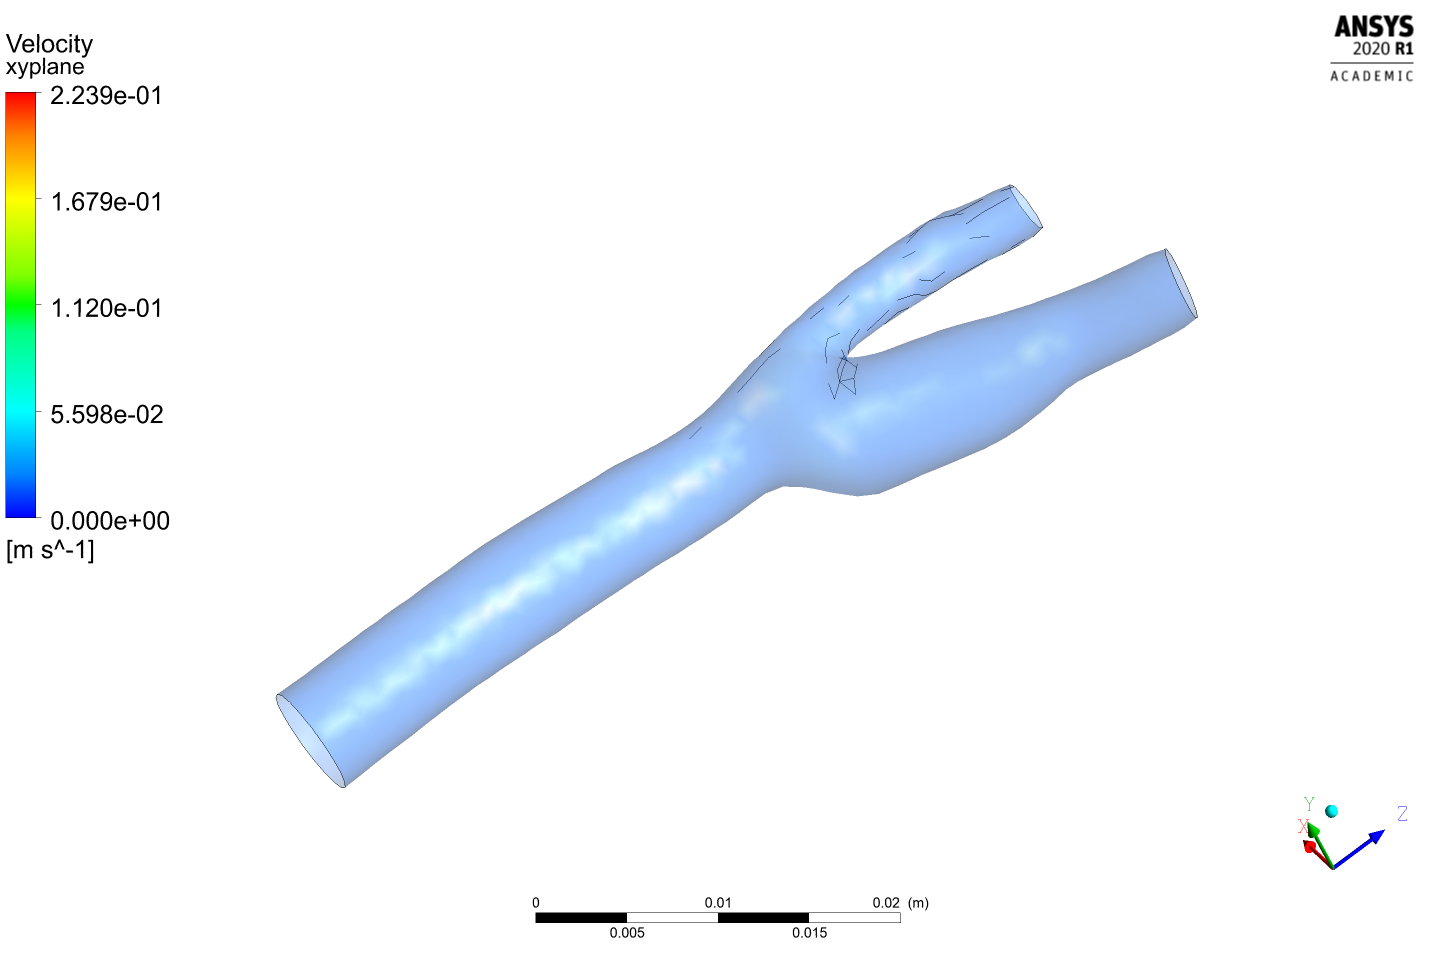 Velocity
xyplane
2.239e-01
1.679e-01
1.120e-01
5.598e-02
0.000e+00
[m s^-1]
ANSYS
2020 R1
ACADEMIC
Y
X
Z
0 0.01 0.02 (m)
0.005 0.015